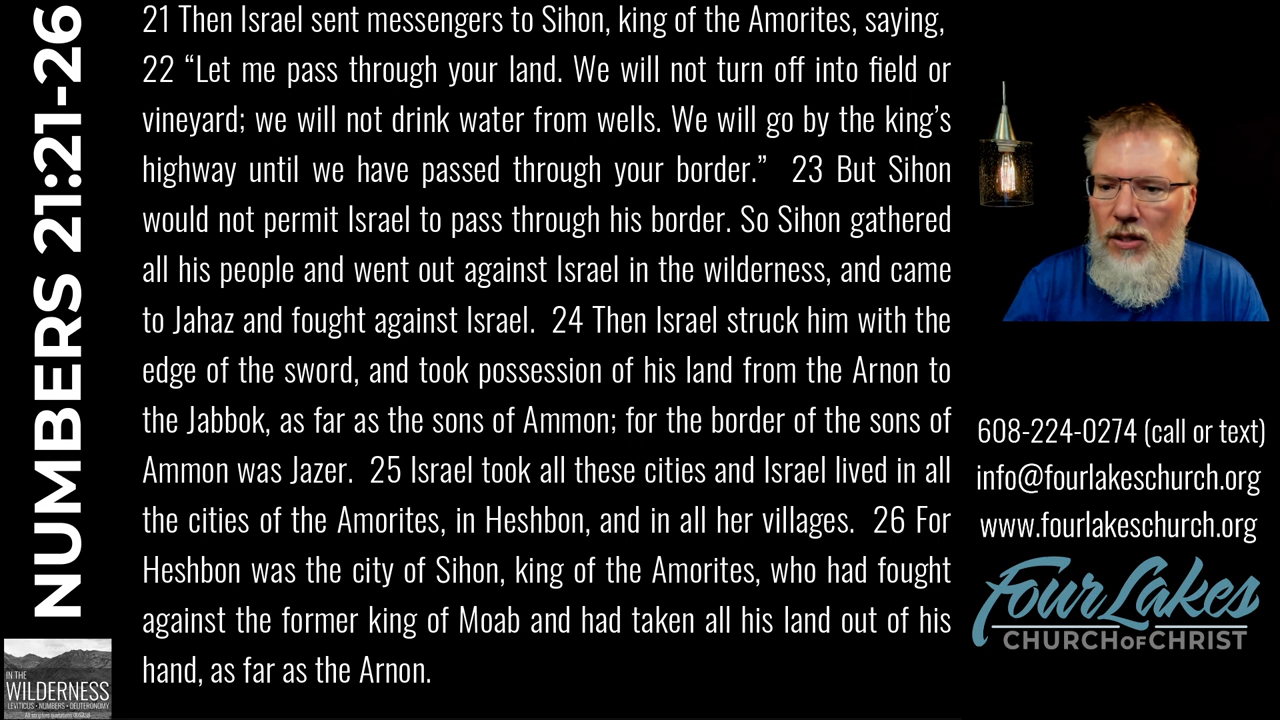 NUMBERS 21:21-26
21 Then Israel sent messengers to Sihon, king of the Amorites, saying,
22 “Let me pass through your land. We will not turn off into field or
vineyard; we will not drink water from wells. We will go by the king’s
highway until we have passed through your border.” 23 But Sihon
would not permit Israel to pass through his border. So Sihon gathered
all his people and went out against Israel in the wilderness, and came
to Jahaz and fought against Israel. 24 Then Israel struck him with the
edge of the sword, and took possession of his land from the Arnon to
the Jabbok, as far as the sons of Ammon; for the border of the sons of
Ammon was Jazer. 25 Israel took all these cities and Israel lived in all
the cities of the Amorites, in Heshbon, and in all her villages. 26 For
Heshbon was the city of Sihon, king of the Amorites, who had fought
against the former king of Moab and had taken all his land out of his
hand, as far as the Arnon.
608-224-0274 (call or text)
info@fourlakeschurch.org
www.fourlakeschurch.org
Four Lakes
CHURCH OF CHRIST
IN THE
WILDERNESS
LEVITICUS • NUMBERS • DEUTERONOMY
All scripture quotations